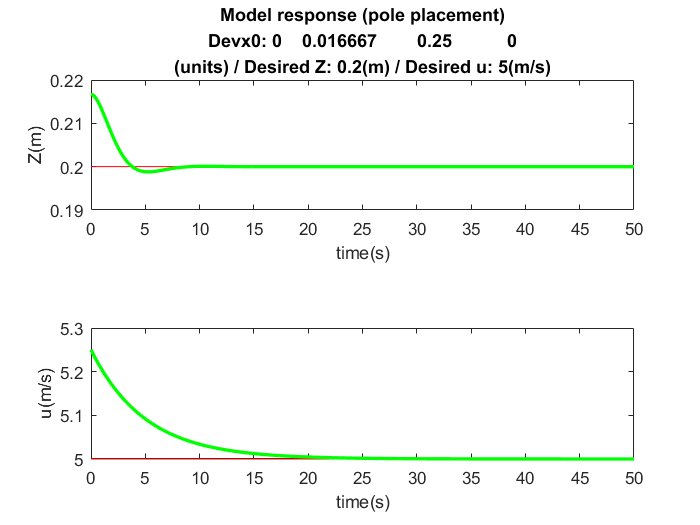 Model response (pole placement)
Devx0: 0 0.016667 0.25 0
(units) / Desired Z: 0.2(m) / Desired u: 5(m/s)
0.22
0.21
0.2
0.19
Z(m)
0 5 10 15 20 25 30 35 40 45 50
time(s)
5.3
5.2
5.1
5
u(m/s)
0 5 10 15 20 25 30 35 40 45 50
time(s)